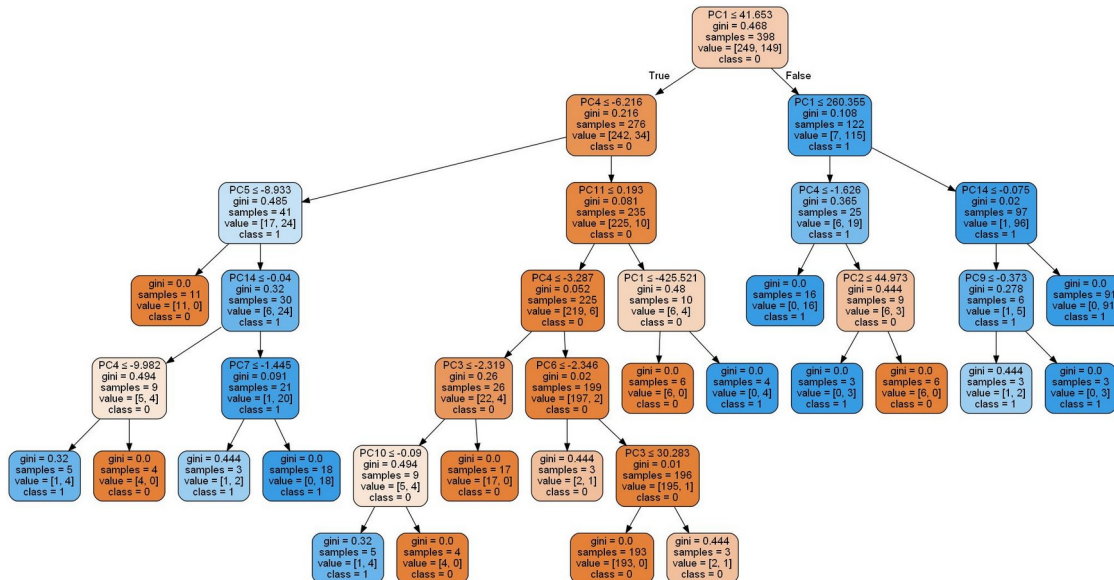 PC1 ≤ 41.653
gini = 0.468
samples = 398
value = [249, 149]
class = 0
True
False
PC4 ≤ -6.216
gini = 0.216
samples = 276
value = [242, 34]
class = 0
PC1 ≤ 260.355
gini = 0.108
samples = 122
value = [7, 115]
class = 1
PC5 ≤ -8.933
gini = 0.485
samples = 41
value = [17, 24]
class = 1
PC11 ≤ 0.193
gini = 0.081
samples = 235
value = [225, 10]
class = 0
PC4 ≤ -1.626
gini = 0.365
samples = 25
value = [6, 19]
class = 1
PC14 ≤ -0.075
gini = 0.02
samples = 97
value = [1, 96]
class = 1
gini = 0.0
samples = 11
value = [11, 0]
class = 0
PC14 ≤ -0.04
gini = 0.32
samples = 30
value = [6, 24]
class = 1
PC4 ≤ -3.287
gini = 0.052
samples = 225
value = [219, 6]
class = 0
PC1 ≤ -425.521
gini = 0.48
samples = 10
value = [6, 4]
class = 0
gini = 0.0
samples = 16
value = [0, 16]
class = 1
PC2 ≤ 44.973
gini = 0.444
samples = 9
value = [6, 3]
class = 0
PC9 ≤ -0.373
gini = 0.278
samples = 6
value = [1, 5]
class = 1
gini = 0.0
samples = 91
value = [0, 91]
class = 1
PC4 ≤ -9.982
gini = 0.494
samples = 9
value = [5, 4]
class = 0
PC7 ≤ -1.445
gini = 0.091
samples = 21
value = [1, 20]
class = 1
PC3 ≤ -2.319
gini = 0.26
samples = 26
value = [22, 4]
class = 0
PC6 ≤ -2.346
gini = 0.02
samples = 199
value = [197, 2]
class = 0
gini = 0.0
samples = 6
value = [6, 0]
class = 0
gini = 0.0
samples = 4
value = [0, 4]
class = 1
gini = 0.0
samples = 3
value = [0, 3]
class = 1
gini = 0.0
samples = 6
value = [6, 0]
class = 0
gini = 0.444
samples = 3
value = [1, 2]
class = 1
gini = 0.0
samples = 3
value = [0, 3]
class = 1
gini = 0.32
samples = 5
value = [1, 4]
class = 1
gini = 0.0
samples = 4
value = [4, 0]
class = 0
gini = 0.444
samples = 3
value = [1, 2]
class = 1
gini = 0.0
samples = 18
value = [0, 18]
class = 1
PC10 ≤ -0.09
gini = 0.494
samples = 9
value = [5, 4]
class = 0
gini = 0.0
samples = 17
value = [17, 0]
class = 0
gini = 0.444
samples = 3
value = [2, 1]
class = 0
PC3 ≤ 30.283
gini = 0.01
samples = 196
value = [195, 1]
class = 0
gini = 0.32
samples = 5
value = [1, 4]
class = 1
gini = 0.0
samples = 4
value = [4, 0]
class = 0
gini = 0.0
samples = 193
value = [193, 0]
class = 0
gini = 0.444
samples = 3
value = [2, 1]
class = 0